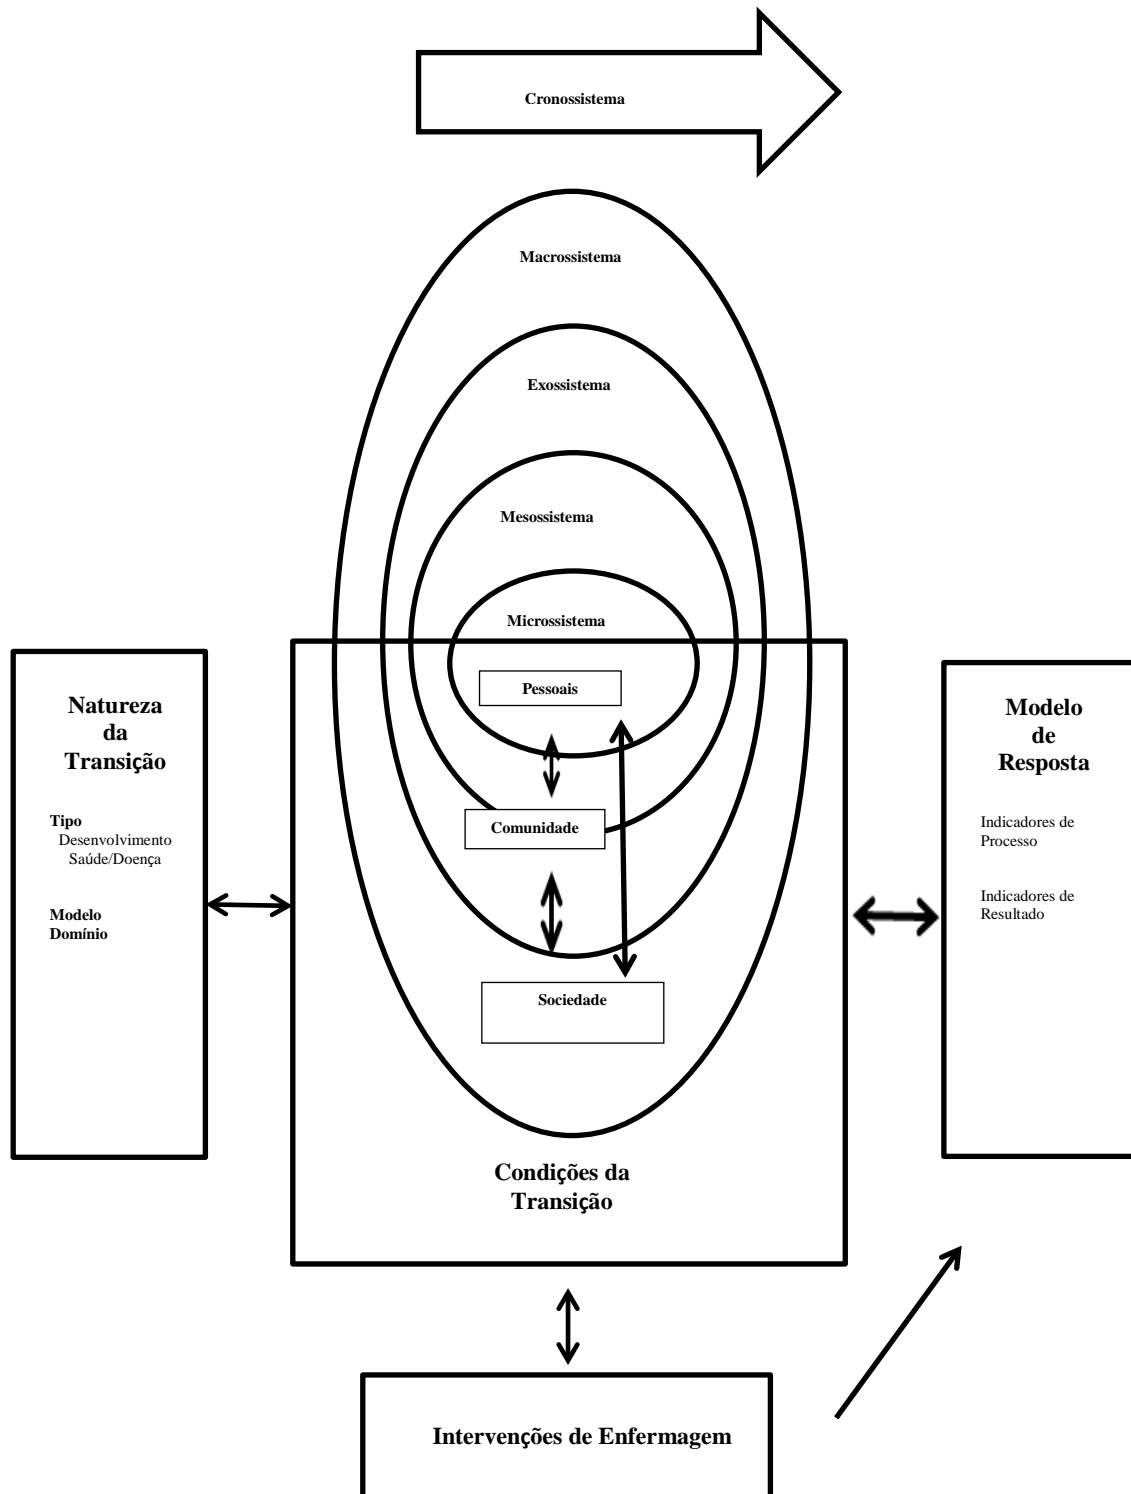 Cronossistema
Macrossistema
Exossistema
Mesossistema
Microssistema
Pessoais
Comunidade
Sociedade
Condições da
Transição
Natureza
da
Transição
Tipo
Desenvolvimento
Saúde/Doença
Modelo
Domínio
Modelo
de
Resposta
Indicadores de
Processo
Indicadores de
Resultado
Intervenções de Enfermagem